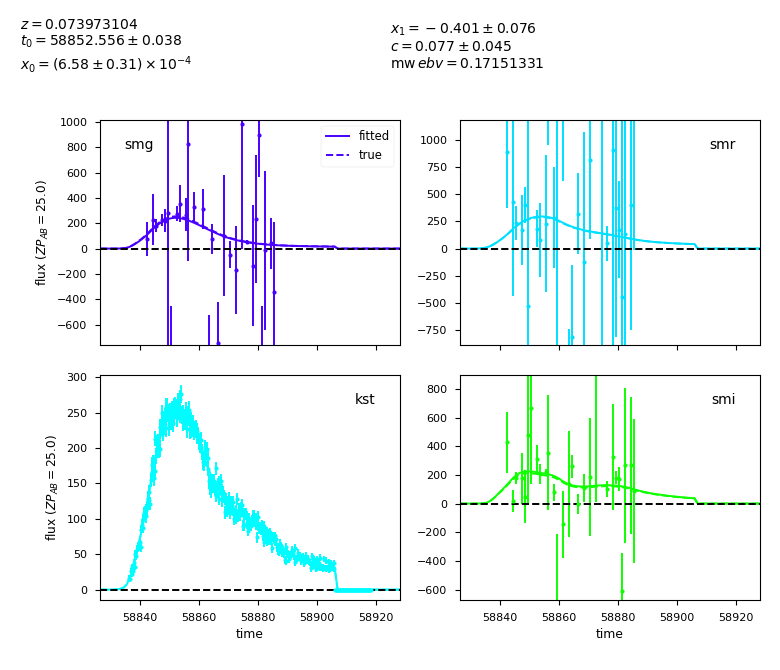 z = 0.073973104
t₀ = 58852.556 ± 0.038
x₀ = (6.58 ± 0.31) × 10⁻⁴
x₁ = −0.401 ± 0.076
c = 0.077 ± 0.045
mw ebv = 0.17151331
smg
fitted
true
1000
800
600
400
200
0
−200
−400
−600
flux (ZP_AB = 25.0)
smr
1000
750
500
250
0
−250
−500
−750
kst
300
250
200
150
100
50
0
flux (ZP_AB = 25.0)
58840 58860 58880 58900 58920
time
smi
800
600
400
200
0
−200
−400
−600
58840 58860 58880 58900 58920
time